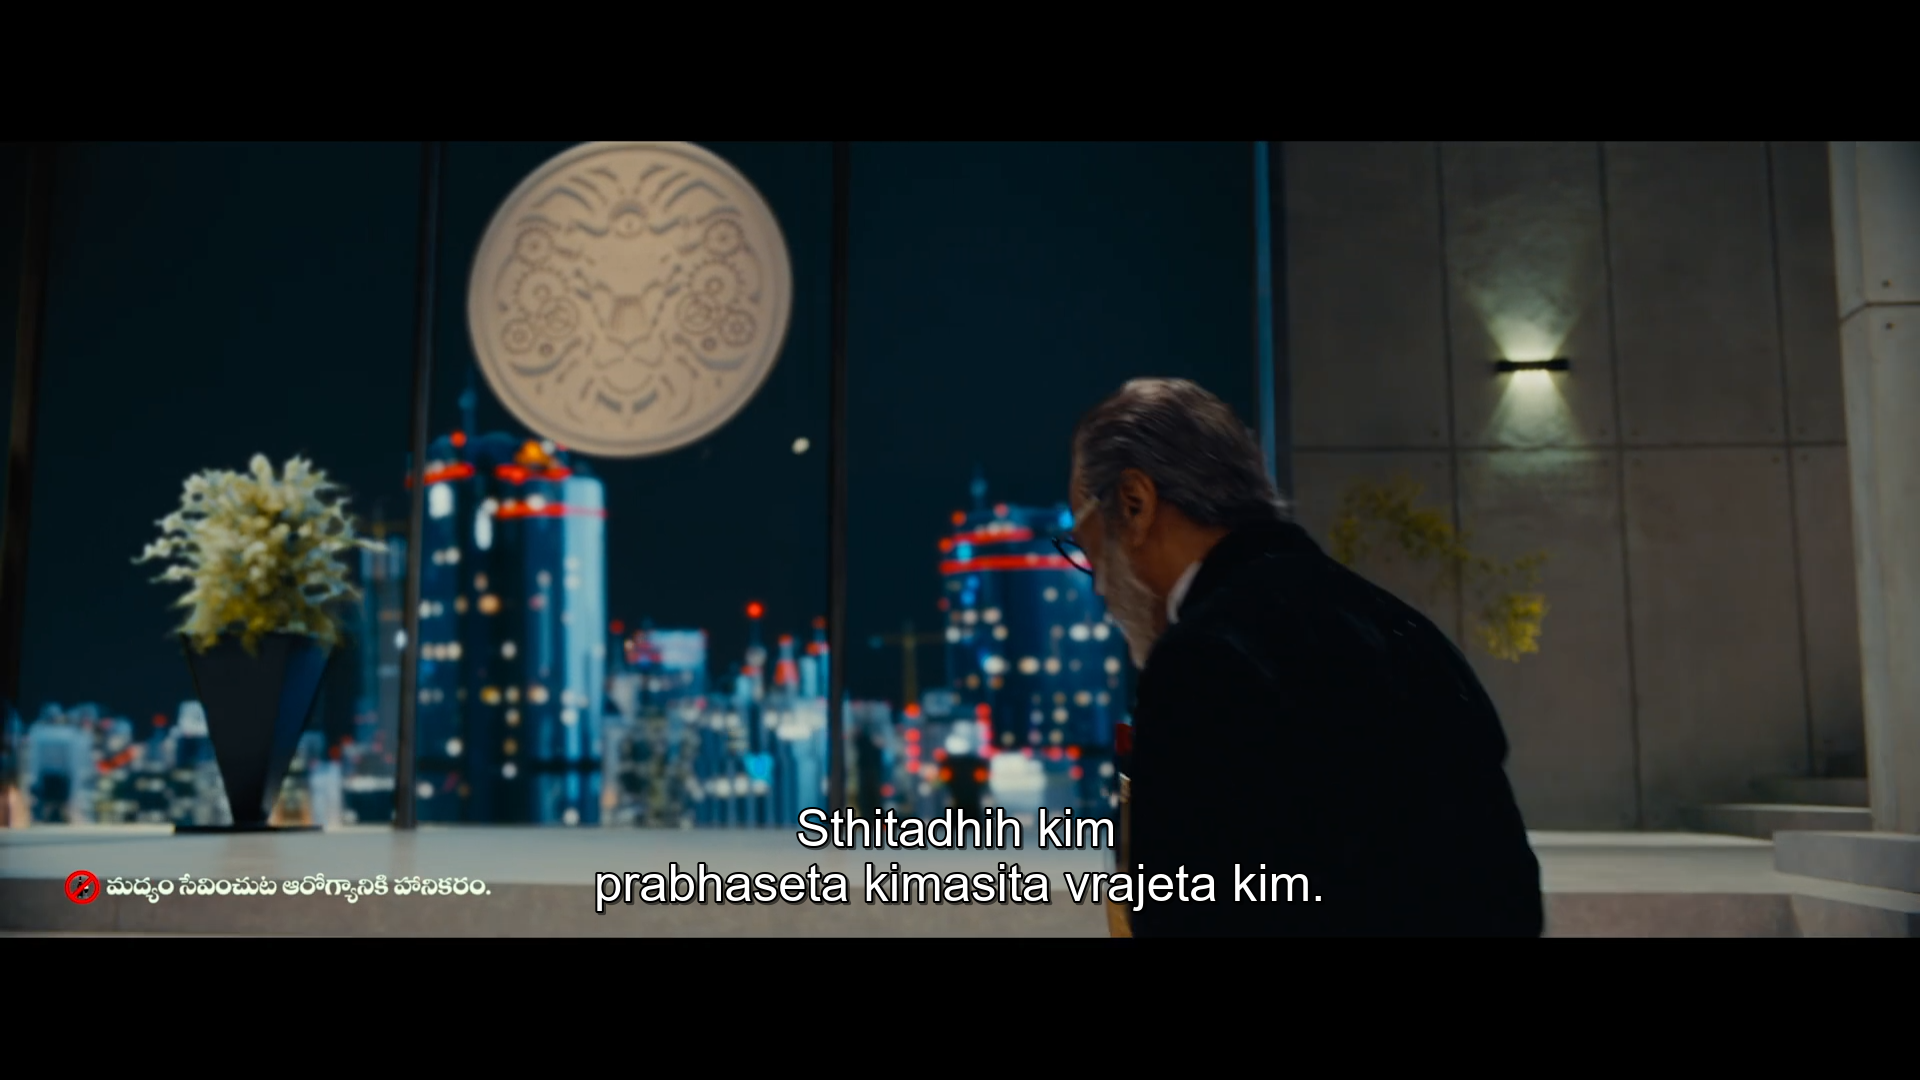 Sthitadhih kim
prabhaseta kimasita vrajeta kim.
మద్యం సేవించుట ఆరోగ్యానికి హానికరం.